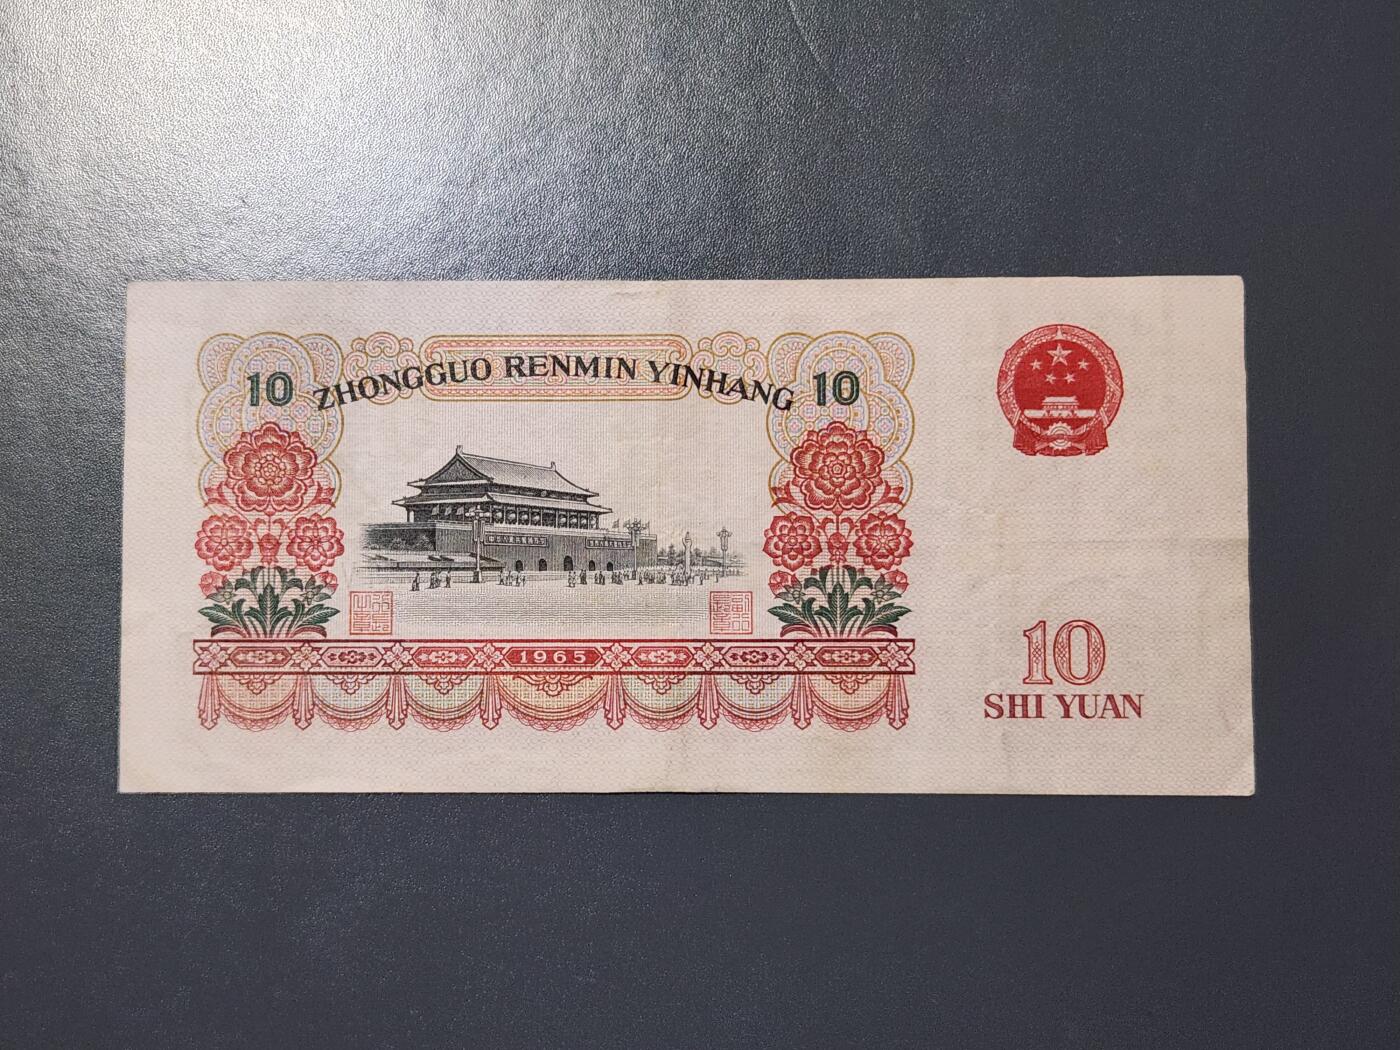 10 ZHONGGUO RENMIN YINHANG 10
1965
10
SHI YUAN